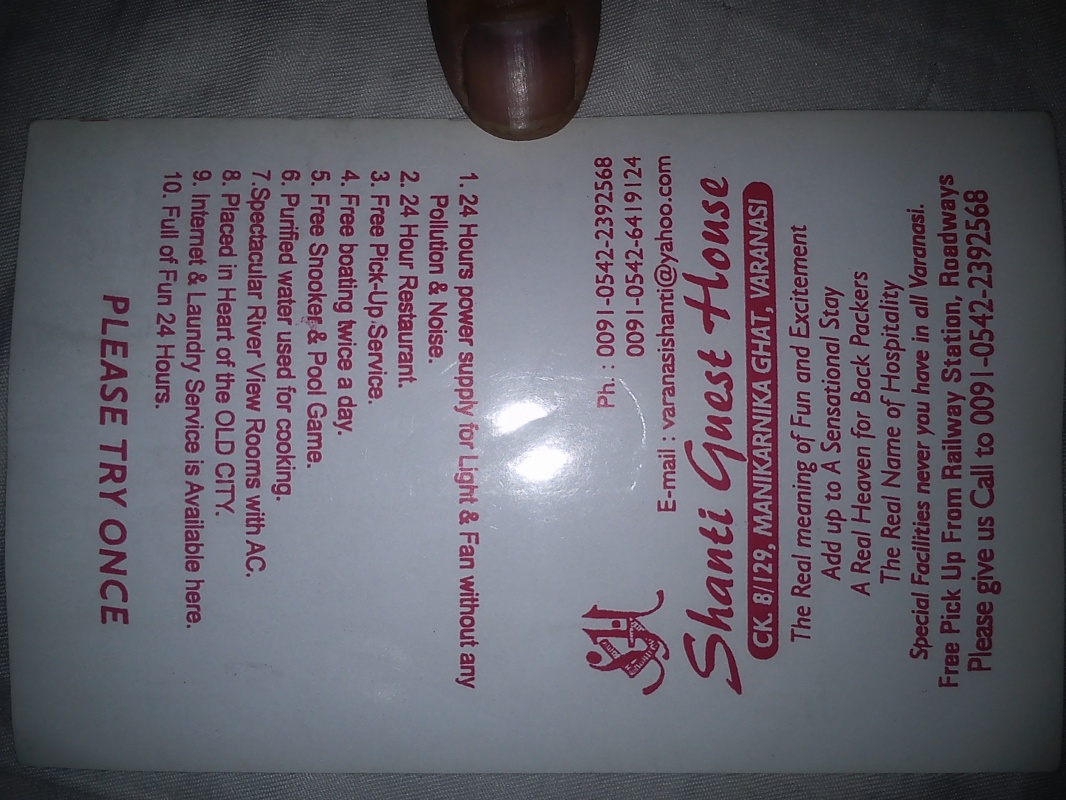 Ph. : 0091-0542-2392568
0091-0542-6419124
E-mail : varanasishanti@yahoo.com
Shanti Guest House
CK. 8/129, MANIKARNIKA GHAT, VARANASI
The Real meaning of Fun and Excitement
Add up to A Sensational Stay
A Real Heaven for Back Packers
The Real Name of Hospitality
Special Facilities never you have in all Varanasi.
Free Pick Up From Railway Station, Roadways
Please give us Call to 0091-0542-2392568
1. 24 Hours power supply for Light & Fan without any
Pollution & Noise.
2. 24 Hour Restaurant.
3. Free Pick-Up Service.
4. Free boating twice a day.
5. Free Snooker & Pool Game.
6. Purified water used for cooking.
7.Spectacular River View Rooms with AC.
8. Placed in Heart of the OLD CITY.
9. Internet & Laundry Service is Available here.
10. Full of Fun 24 Hours.
PLEASE TRY ONCE